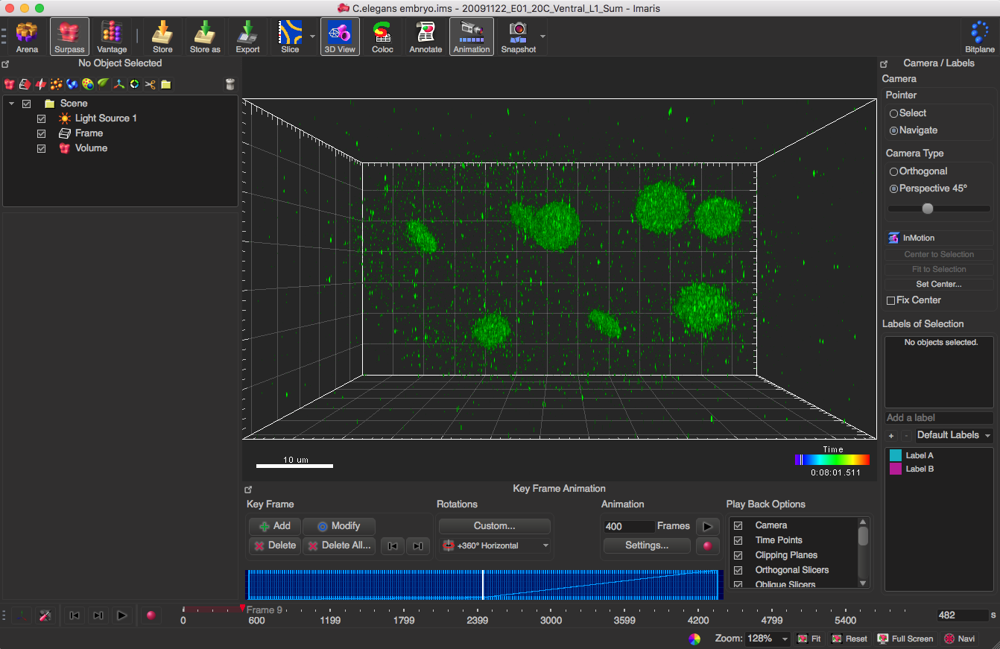 C.elegans embryo.ims - 20091122_E01_20C_Ventral_L1_Sum - Imaris
Arena
Surpass
Vantage
Store
Store as
Export
Slice
3D View
Coloc
Annotate
Animation
Snapshot
Bitplane
No Object Selected
Scene
Light Source 1
Frame
Volume
10 um
Time
0:08:01.511
Camera / Labels
Camera
Pointer
Select
Navigate
Camera Type
Orthogonal
Perspective 45º
InMotion
Center to Selection
Fit to Selection
Set Center...
Fix Center
Labels of Selection
No objects selected.
Add a label
+ - Default Labels
Label A
Label B
Key Frame Animation
Key Frame
Add
Modify
Delete
Delete All...
Rotations
Custom...
+360° Horizontal
Animation
400 Frames
Settings...
Play Back Options
Camera
Time Points
Clipping Planes
Orthogonal Slicers
Oblique Slicers
Frame 9
0 600 1199 1799 2399 3000 3599 4200 4799 5400
482 s
Zoom: 128% Fit Reset Full Screen Navi